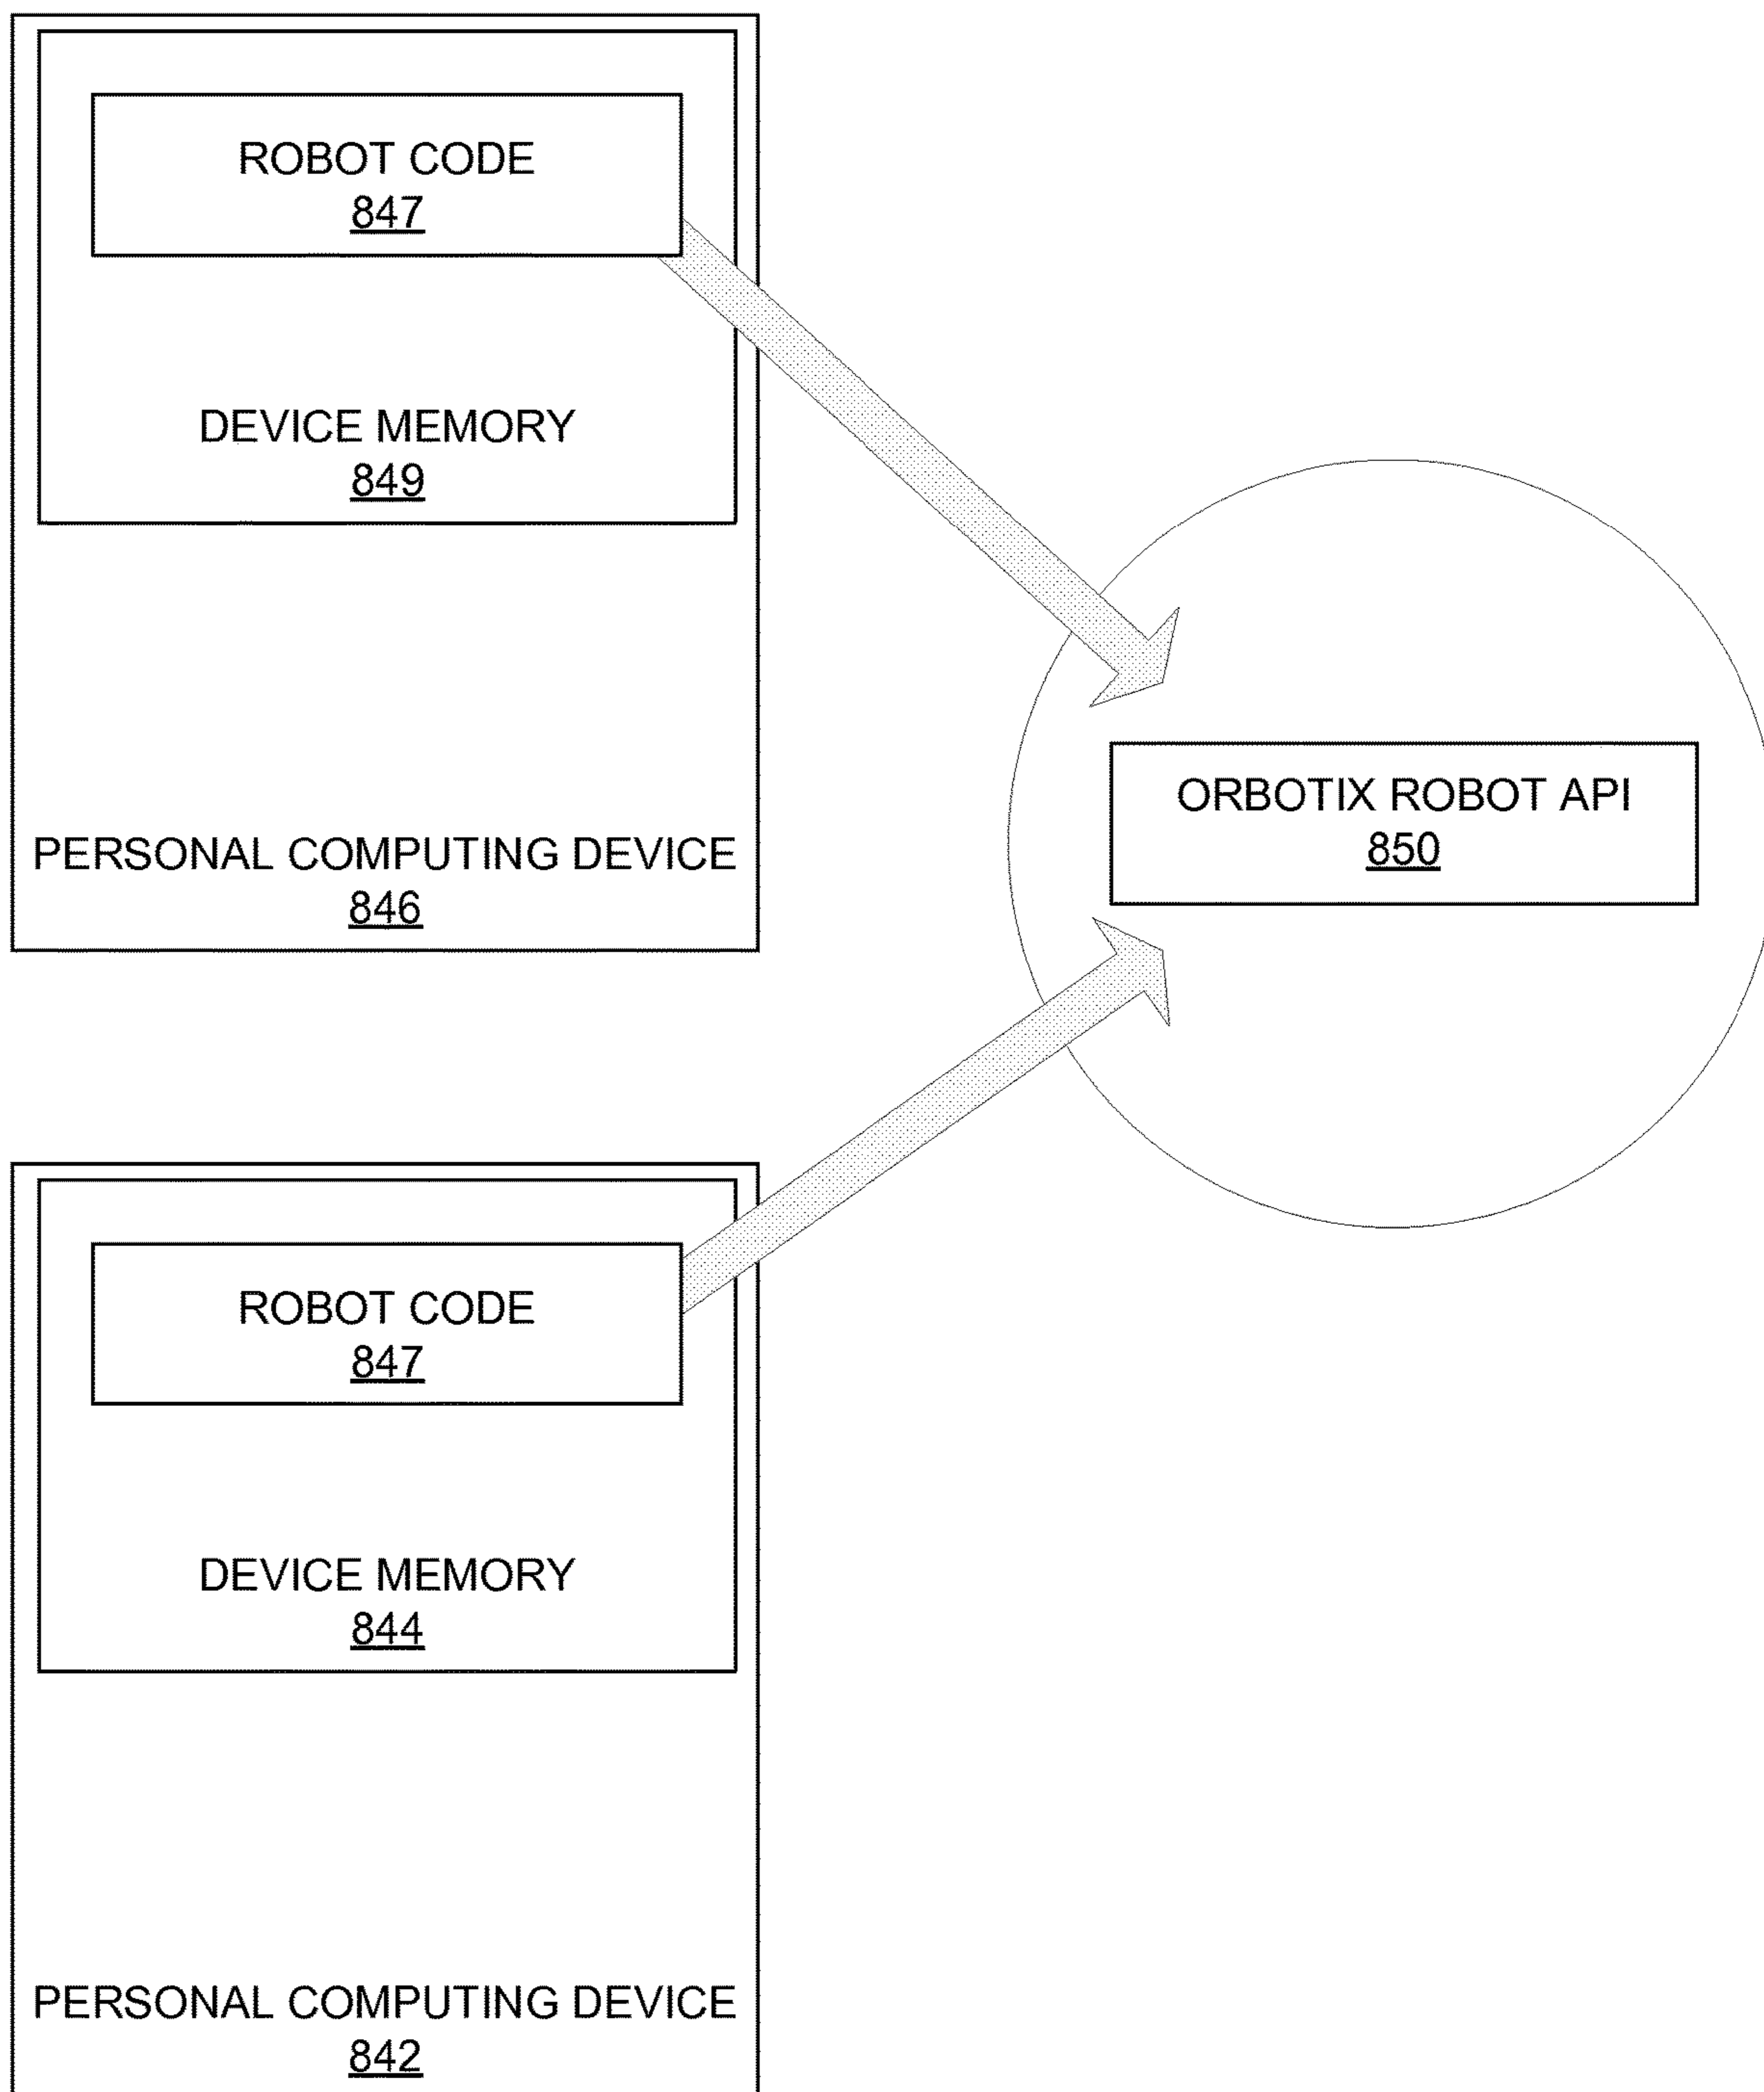 ROBOT CODE
847
DEVICE MEMORY
849
PERSONAL COMPUTING DEVICE
846
ORBOTIX ROBOT API
850
ROBOT CODE
847
DEVICE MEMORY
844
PERSONAL COMPUTING DEVICE
842